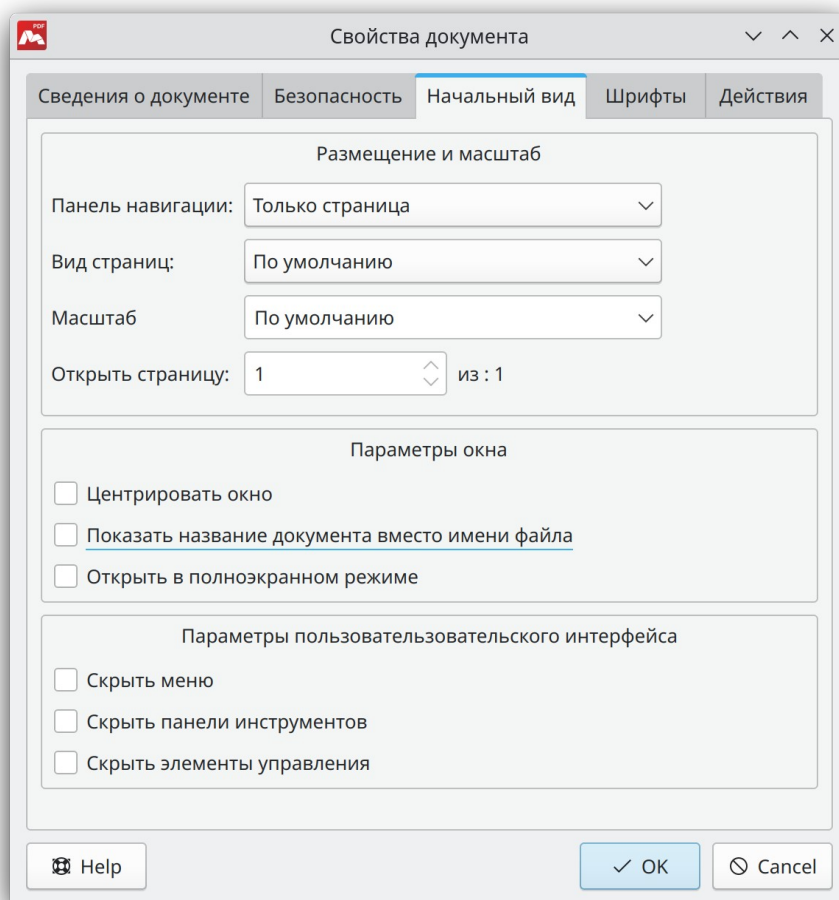 PDF
Свойства документа
Сведения о документе Безопасность Начальный вид Шрифты Действия
Размещение и масштаб
Панель навигации: Только страница
Вид страниц: По умолчанию
Масштаб По умолчанию
Открыть страницу: 1 из : 1
Параметры окна
Центрировать окно
Показать название документа вместо имени файла
Открыть в полноэкранном режиме
Параметры пользовательзовательского интерфейса
Скрыть меню
Скрыть панели инструментов
Скрыть элементы управления
Help OK Cancel